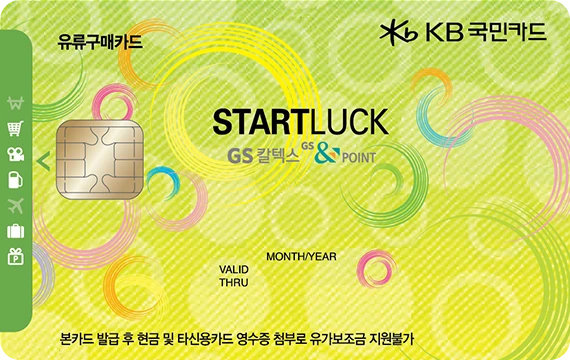 유류구매카드
KB 국민카드
STARTLUCK
GS칼텍스 GS& POINT
MONTH/YEAR
VALID
THRU
P
본카드 발급 후 현금 및 타신용카드 영수증 첨부로 유가보조금 지원불가